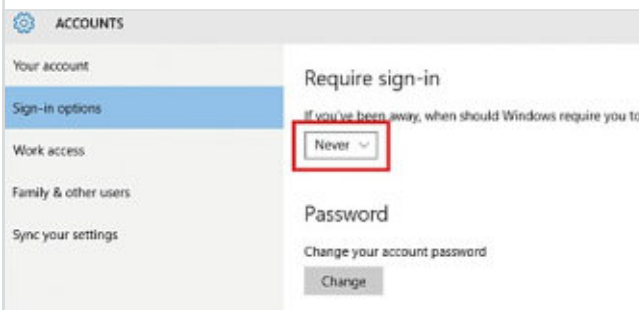 ACCOUNTS
Your account
Sign-in options
Work access
Family & other users
Sync your settings
Require sign-in
If you've been away, when should Windows require you to
Never
Password
Change your account password
Change